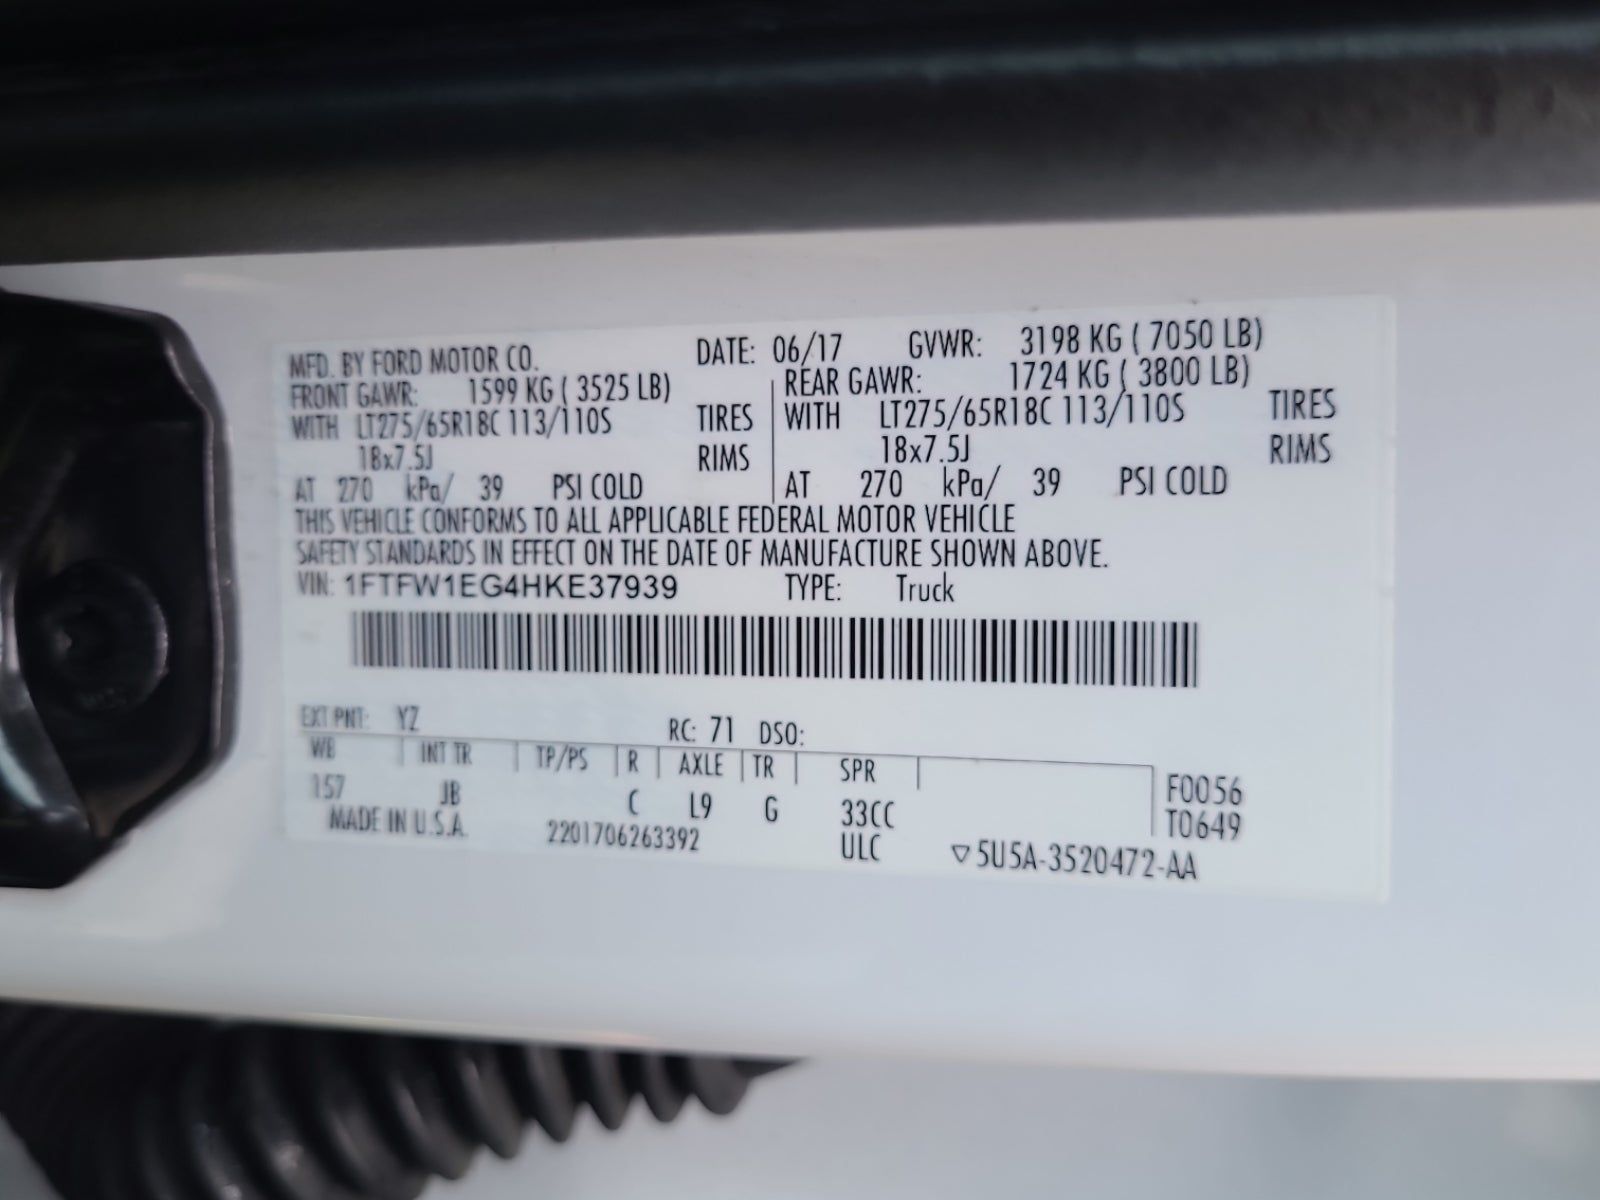 MFD. BY FORD MOTOR CO. DATE: 06/17 GVWR: 3198 KG ( 7050 LB)
FRONT GAWR: 1599 KG ( 3525 LB) REAR GAWR: 1724 KG ( 3800 LB)
WITH LT275/65R18C 113/110S TIRES WITH LT275/65R18C 113/110S TIRES
18x7.5J RIMS 18x7.5J RIMS
AT 270 kPa/ 39 PSI COLD AT 270 kPa/ 39 PSI COLD
THIS VEHICLE CONFORMS TO ALL APPLICABLE FEDERAL MOTOR VEHICLE
SAFETY STANDARDS IN EFFECT ON THE DATE OF MANUFACTURE SHOWN ABOVE.
VIN: 1FTFW1EG4HKE37939 TYPE: Truck
EXT PNT: YZ RC: 71 DSO:
WB INT TR TP/PS R AXLE TR SPR F0056
157 JB C L9 G 33CC T0649
MADE IN U.S.A. 2201706263392 ULC ▽5U5A-3520472-AA